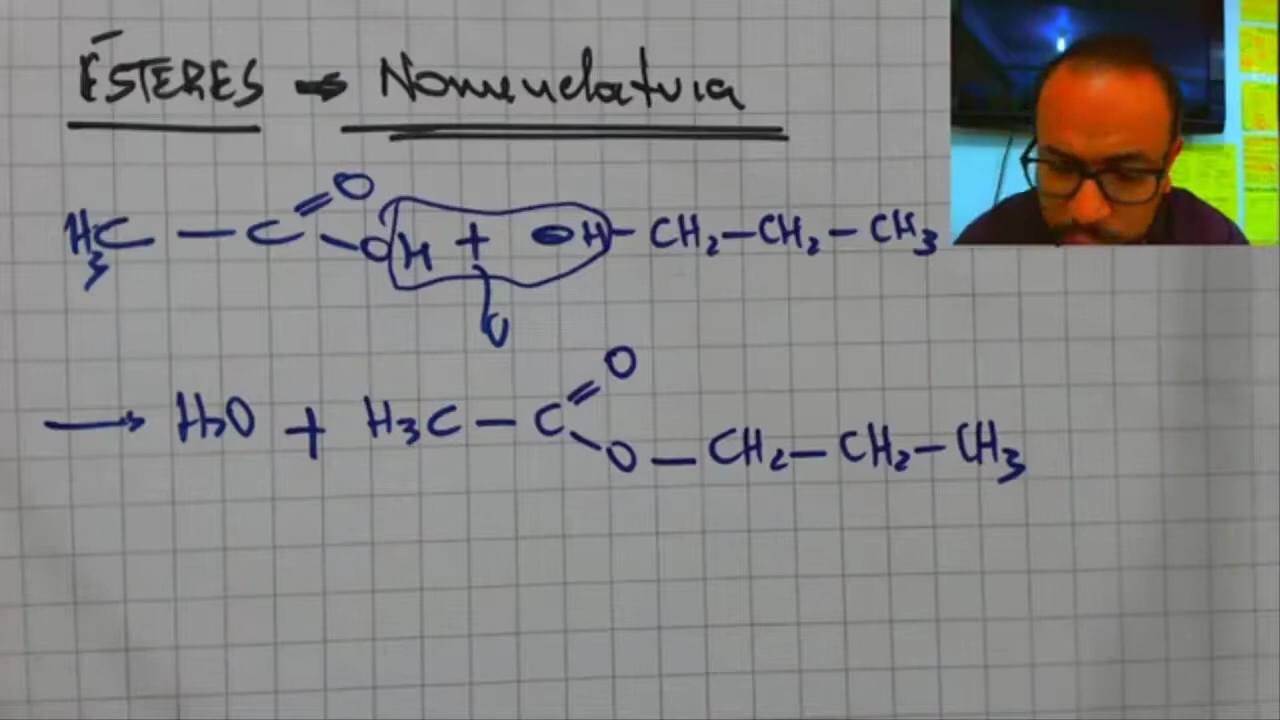 ÉSTERES → Nomenclatura
H₃C — C = O OH + OH — CH₂ — CH₂ — CH₃
→ H₂O + H₃C — C = O O — CH₂ — CH₂ — CH₃